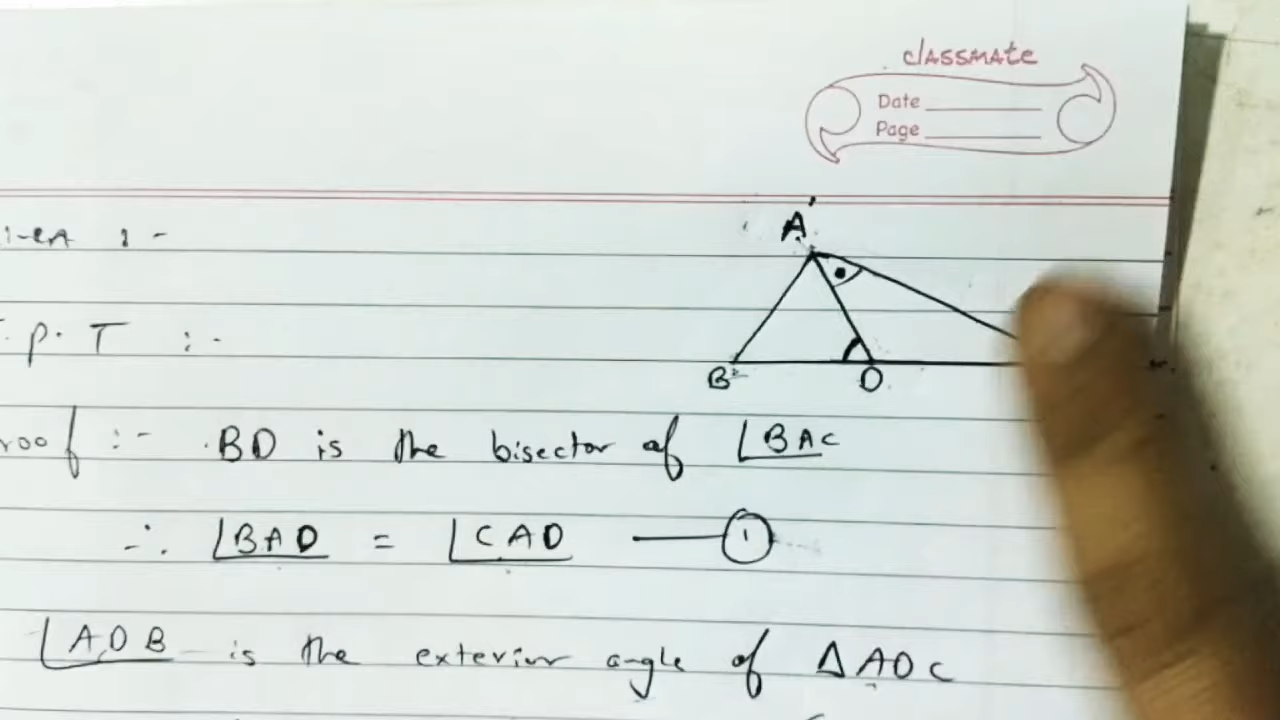 classmate
Date
Page
A
B D
.P.T :-
:- BD is the bisector of ∠BAC
∴ ∠BAD = ∠CAD —— ①
∠ADB is the exterior angle of ΔADC